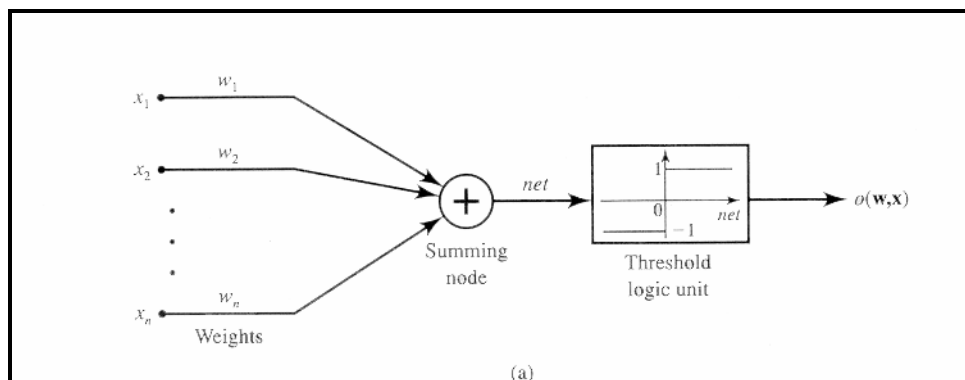 w₁
x₁
w₂
x₂
net
1
0
net
−1
o(w,x)
Summing
node
Threshold
logic unit
wₙ
xₙ
Weights
(a)